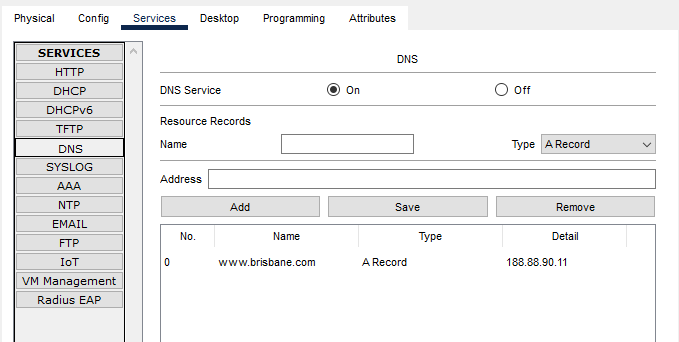 Physical Config Services Desktop Programming Attributes
SERVICES
HTTP
DHCP
DHCPv6
TFTP
DNS
SYSLOG
AAA
NTP
EMAIL
FTP
IoT
VM Management
Radius EAP
DNS
DNS Service On Off
Resource Records
Name Type A Record
Address
Add Save Remove
No. Name Type Detail
0 www.brisbane.com A Record 188.88.90.11